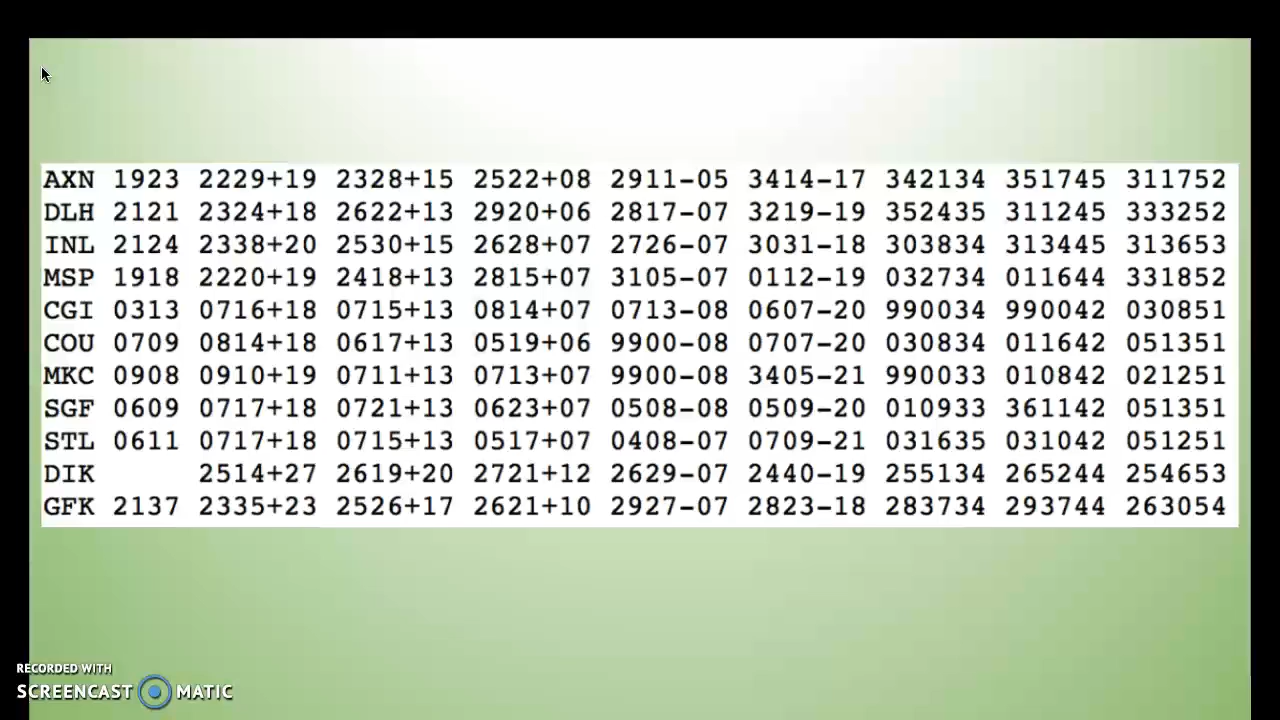 AXN 1923 2229+19 2328+15 2522+08 2911-05 3414-17 342134 351745 311752
DLH 2121 2324+18 2622+13 2920+06 2817-07 3219-19 352435 311245 333252
INL 2124 2338+20 2530+15 2628+07 2726-07 3031-18 303834 313445 313653
MSP 1918 2220+19 2418+13 2815+07 3105-07 0112-19 032734 011644 331852
CGI 0313 0716+18 0715+13 0814+07 0713-08 0607-20 990034 990042 030851
COU 0709 0814+18 0617+13 0519+06 9900-08 0707-20 030834 011642 051351
MKC 0908 0910+19 0711+13 0713+07 9900-08 3405-21 990033 010842 021251
SGF 0609 0717+18 0721+13 0623+07 0508-08 0509-20 010933 361142 051351
STL 0611 0717+18 0715+13 0517+07 0408-07 0709-21 031635 031042 051251
DIK 2514+27 2619+20 2721+12 2629-07 2440-19 255134 265244 254653
GFK 2137 2335+23 2526+17 2621+10 2927-07 2823-18 283734 293744 263054
RECORDED WITH
SCREENCAST MATIC